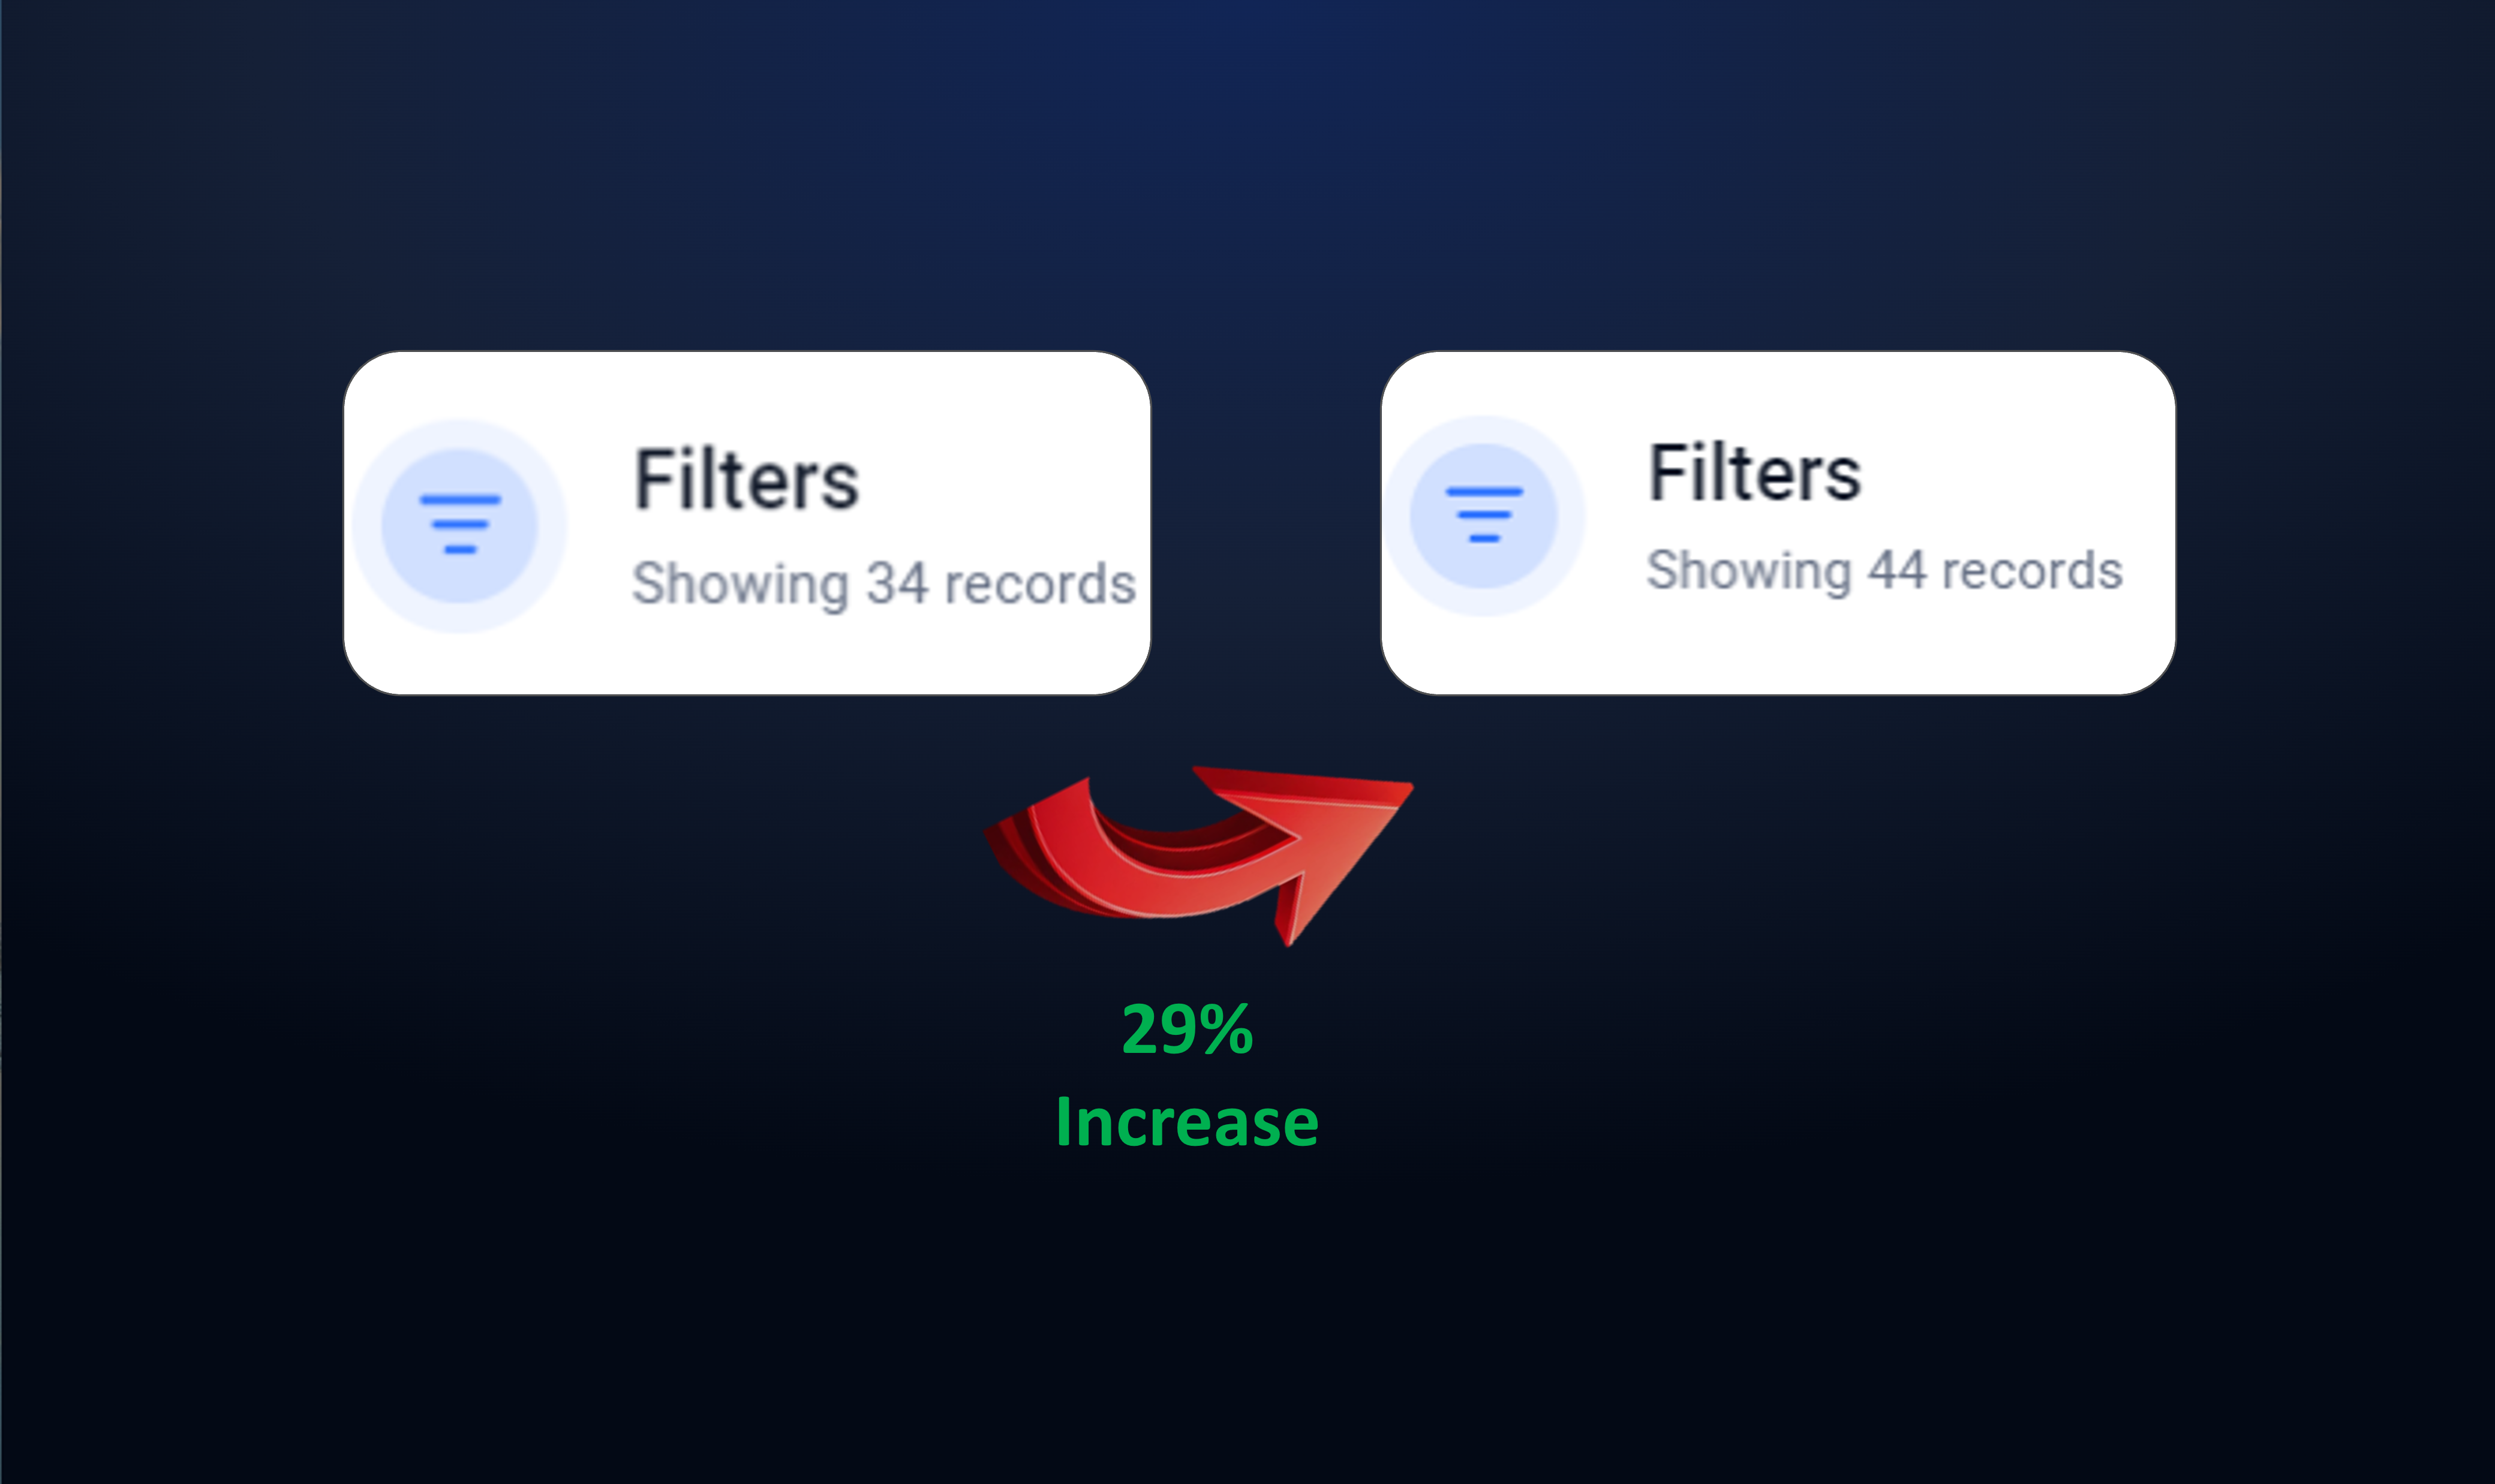 Filters
Showing 34 records
Filters
Showing 44 records
29%
Increase